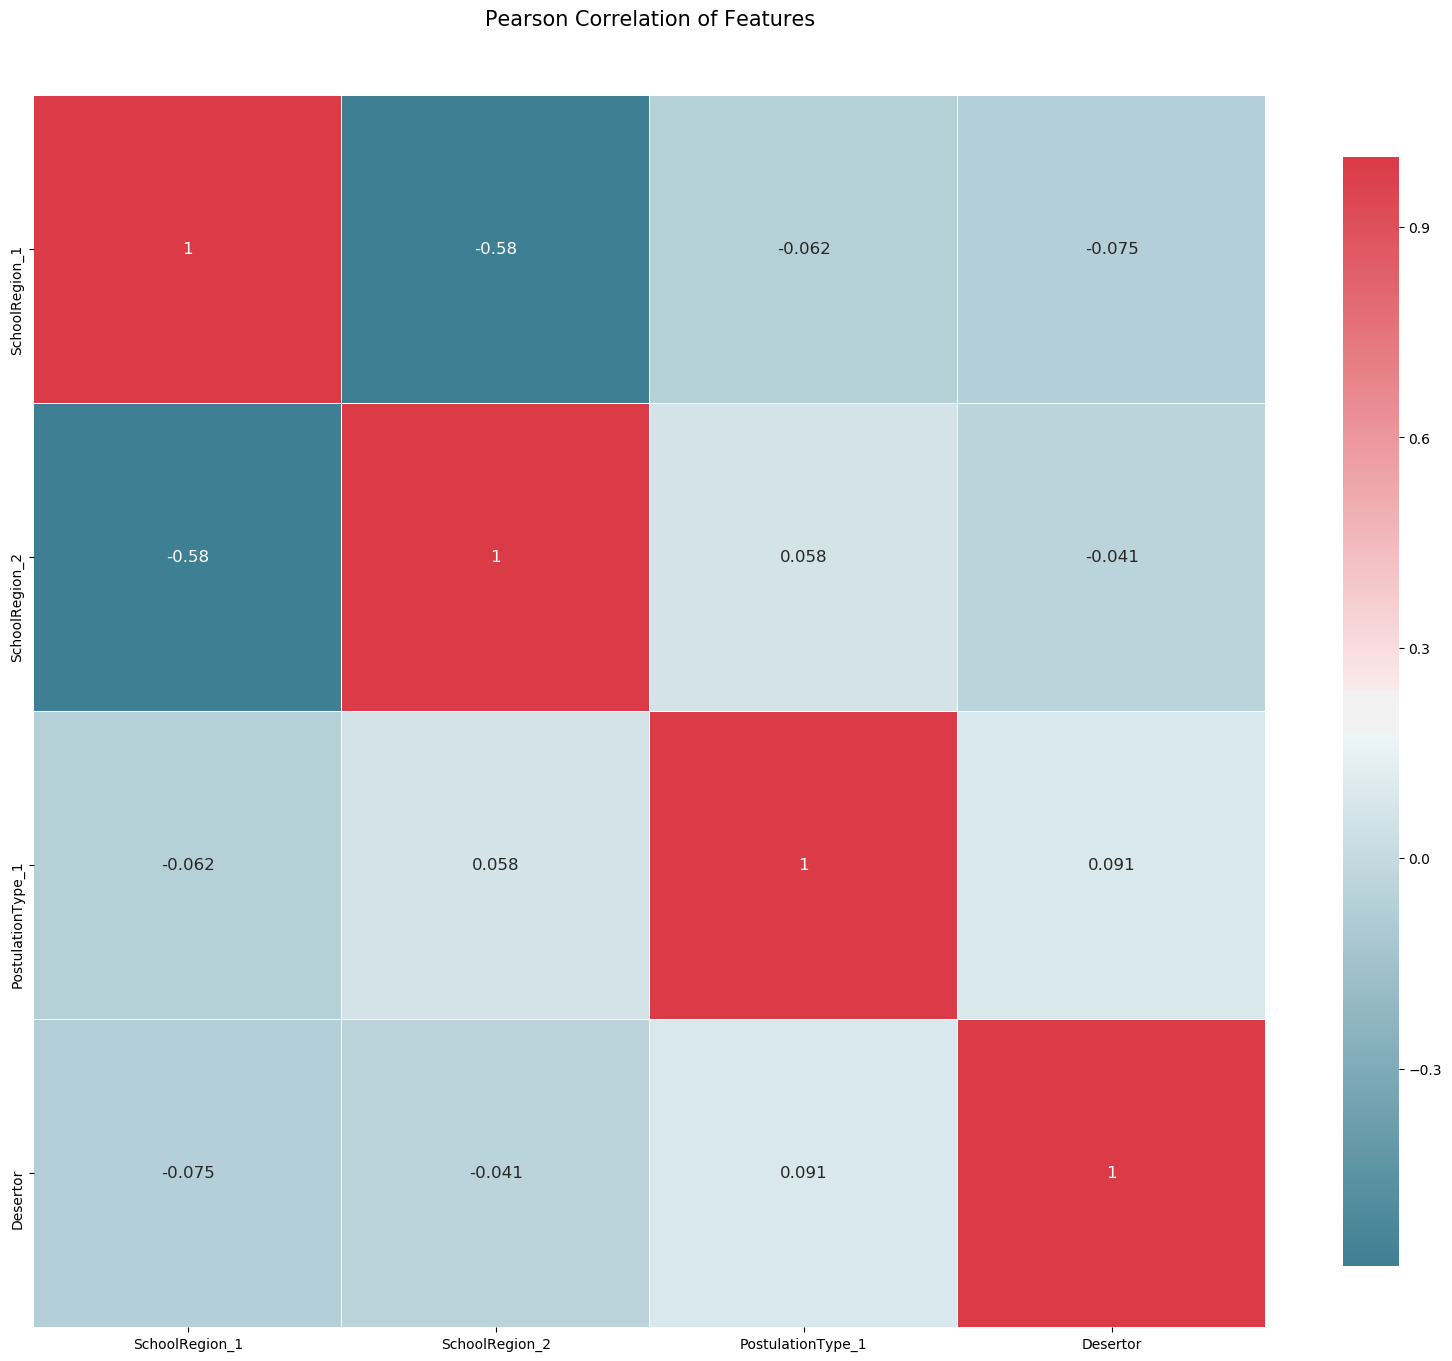 Pearson Correlation of Features
SchoolRegion_1
1
-0.58
-0.062
-0.075
SchoolRegion_2
-0.58
1
0.058
-0.041
PostulationType_1
-0.062
0.058
1
0.091
Desertor
-0.075
-0.041
0.091
1
SchoolRegion_1
SchoolRegion_2
PostulationType_1
Desertor
0.9
0.6
0.3
0.0
−0.3